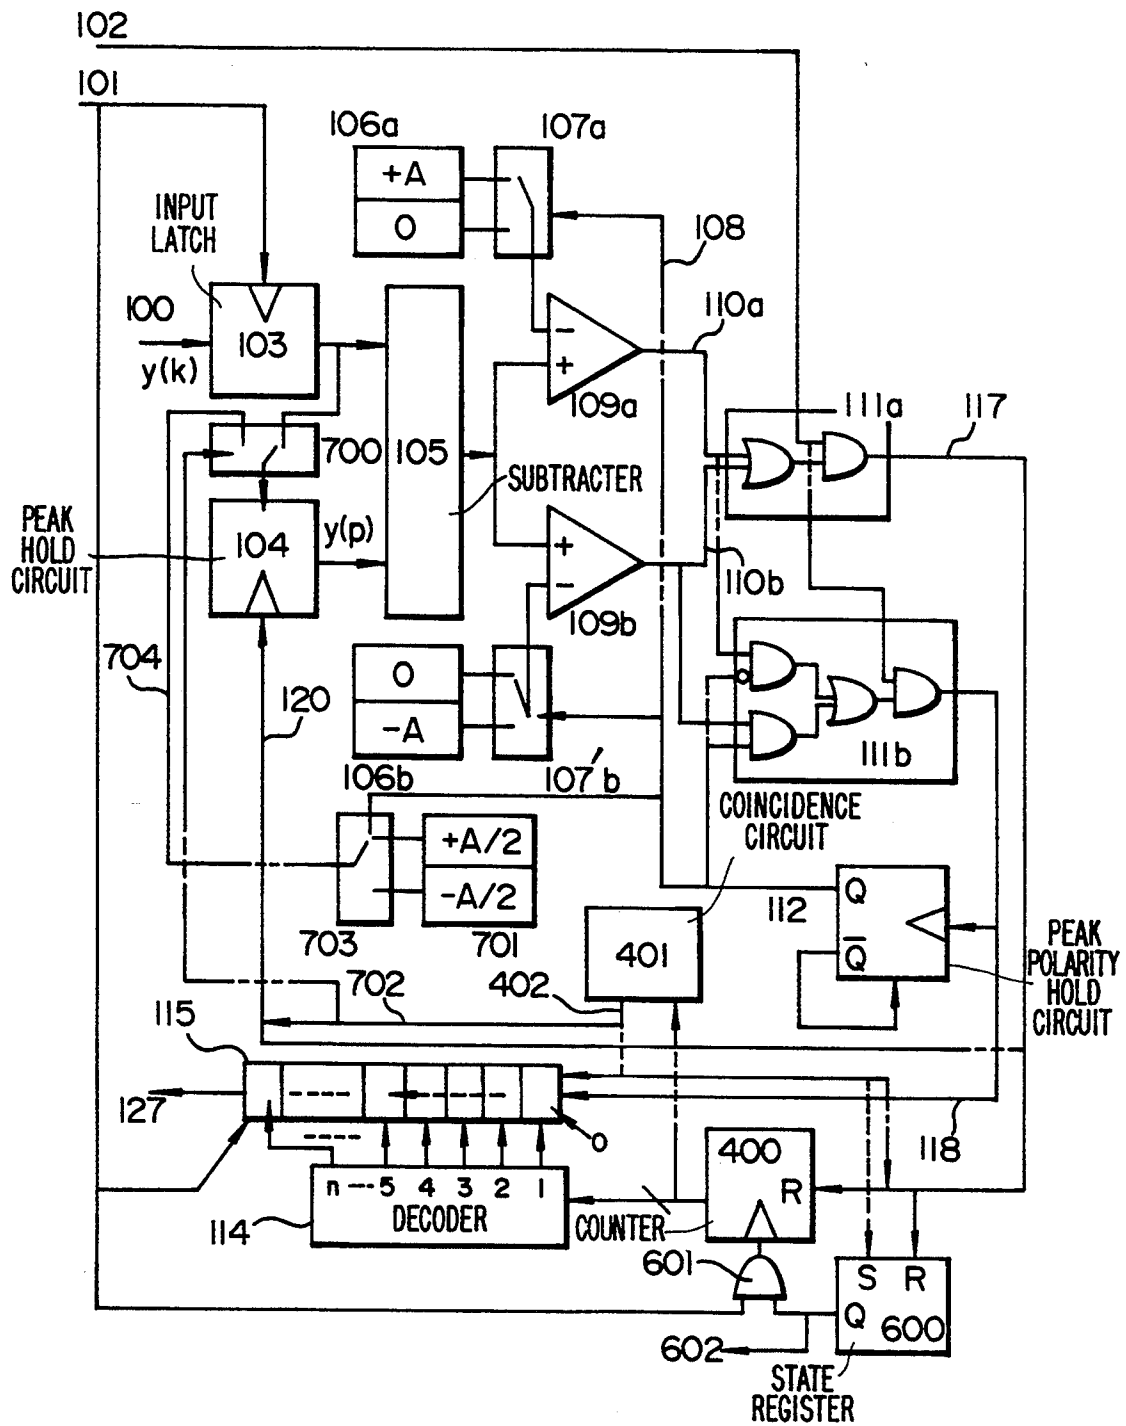 102
101
106a
107a
+A
0
INPUT
LATCH
108
100
103
110a
y(k)
109a
111a
117
700
105
SUBTRACTER
PEAK
HOLD
CIRCUIT
104
y(p)
110b
109b
704
120
0
-A
106b
107'b
111b
COINCIDENCE
CIRCUIT
+A/2
-A/2
703
701
112
Q
Q̅
PEAK
POLARITY
HOLD
CIRCUIT
401
402
702
115
127
0
118
n --- 5 4 3 2 1
DECODER
114
COUNTER
400
R
601
S R
Q
600
602
STATE
REGISTER
-
+
+
-